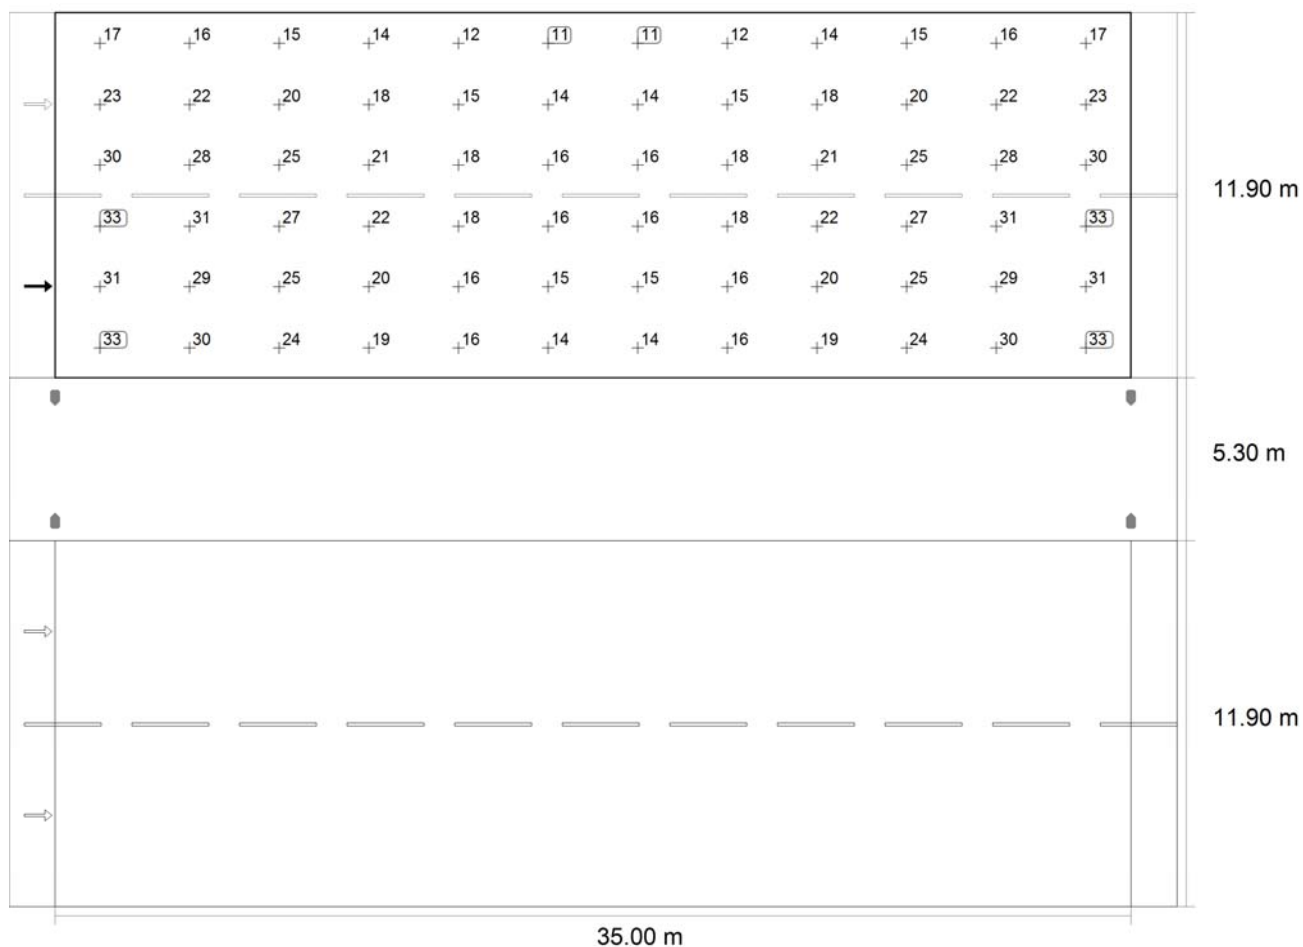 17 16 15 14 12 11 11 12 14 15 16 17
23 22 20 18 15 14 14 15 18 20 22 23
30 28 25 21 18 16 16 18 21 25 28 30
11.90 m
33 31 27 22 18 16 16 18 22 27 31 33
31 29 25 20 16 15 15 16 20 25 29 31
33 30 24 19 16 14 14 16 19 24 30 33
5.30 m
11.90 m
35.00 m